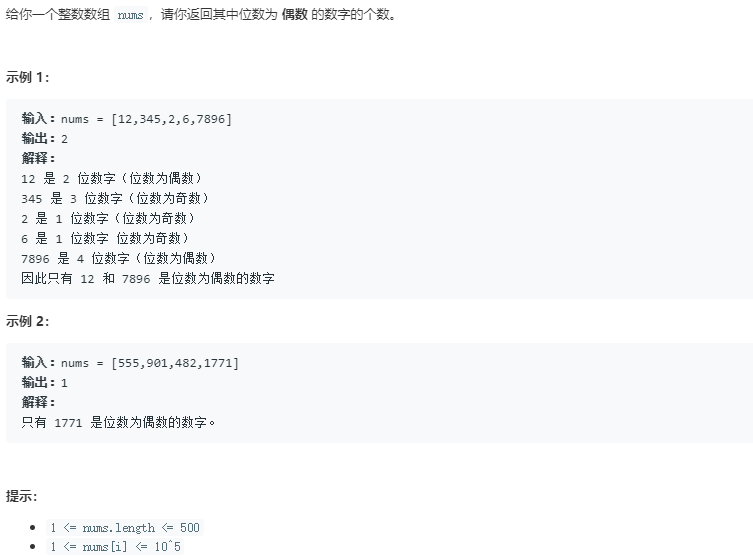 给你一个整数数组 nums ，请你返回其中位数为 偶数 的数字的个数。
示例 1：
输入：nums = [12,345,2,6,7896]
输出：2
解释：
12 是 2 位数字（位数为偶数）
345 是 3 位数字（位数为奇数）
2 是 1 位数字（位数为奇数）
6 是 1 位数字 位数为奇数）
7896 是 4 位数字（位数为偶数）
因此只有 12 和 7896 是位数为偶数的数字
示例 2：
输入：nums = [555,901,482,1771]
输出：1
解释：
只有 1771 是位数为偶数的数字。
提示：
• 1 <= nums.length <= 500
• 1 <= nums[i] <= 10^5